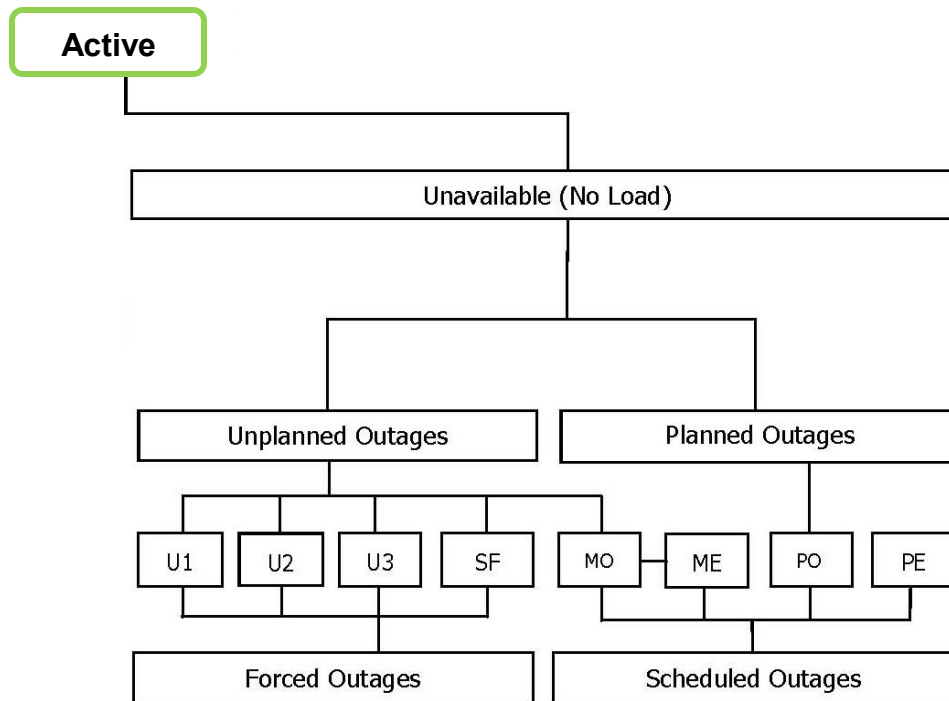 Active
Unavailable (No Load)
Unplanned Outages
Planned Outages
U1
U2
U3
SF
MO
ME
PO
PE
Forced Outages
Scheduled Outages